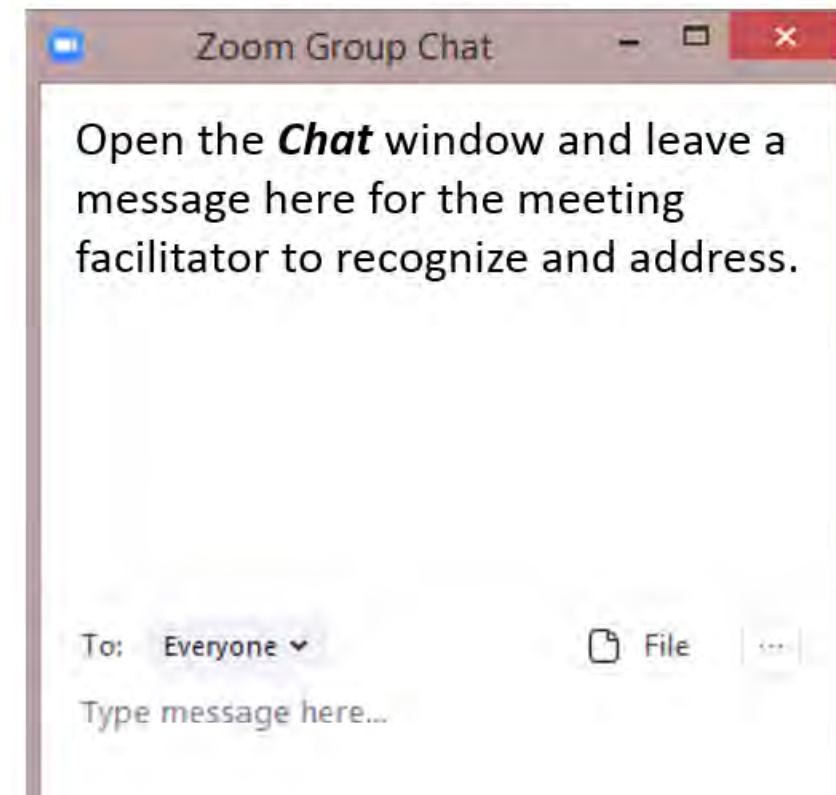 Zoom Group Chat
Open the Chat window and leave a
message here for the meeting
facilitator to recognize and address.
To: Everyone File ...
Type message here...